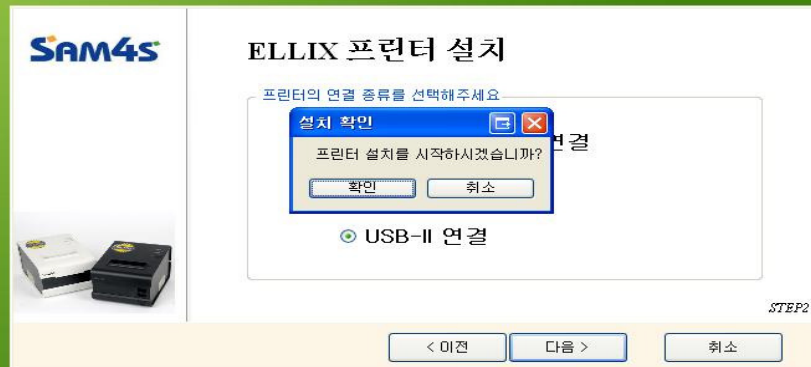 SAM4S
ELLIX 프린터 설치
프린터의 연결 종류를 선택해주세요
설치 확인
연결
프린터 설치를 시작하시겠습니까?
확인
취소
USB-II 연결
STEP2
< 이전
다음 >
취소